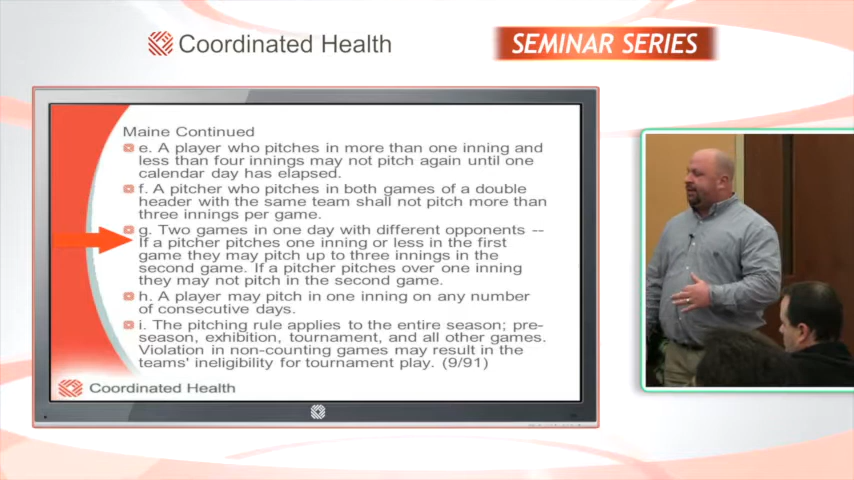 Coordinated Health
SEMINAR SERIES
Maine Continued
e. A player who pitches in more than one inning and
less than four innings may not pitch again until one
calendar day has elapsed.
f. A pitcher who pitches in both games of a double
header with the same team shall not pitch more than
three innings per game.
g. Two games in one day with different opponents --
If a pitcher pitches one inning or less in the first
game they may pitch up to three innings in the
second game. If a pitcher pitches over one inning
they may not pitch in the second game.
h. A player may pitch in one inning on any number
of consecutive days.
i. The pitching rule applies to the entire season; pre-
season, exhibition, tournament, and all other games.
Violation in non-counting games may result in the
teams' ineligibility for tournament play. (9/91)
Coordinated Health